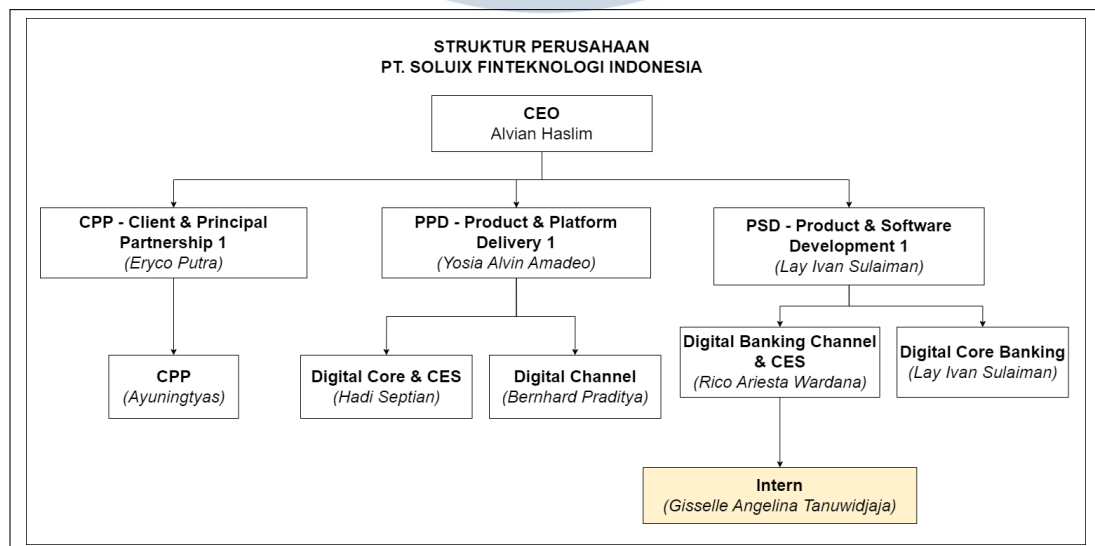 STRUKTUR PERUSAHAAN
PT. SOLUIX FINTEKNOLOGI INDONESIA
CEO
Alvian Haslim
CPP - Client & Principal
Partnership 1
(Eryco Putra)
PPD - Product & Platform
Delivery 1
(Yosia Alvin Amadeo)
PSD - Product & Software
Development 1
(Lay Ivan Sulaiman)
CPP
(Ayuningtyas)
Digital Core & CES
(Hadi Septian)
Digital Channel
(Bernhard Praditya)
Digital Banking Channel
& CES
(Rico Ariesta Wardana)
Digital Core Banking
(Lay Ivan Sulaiman)
Intern
(Gisselle Angelina Tanuwidjaja)